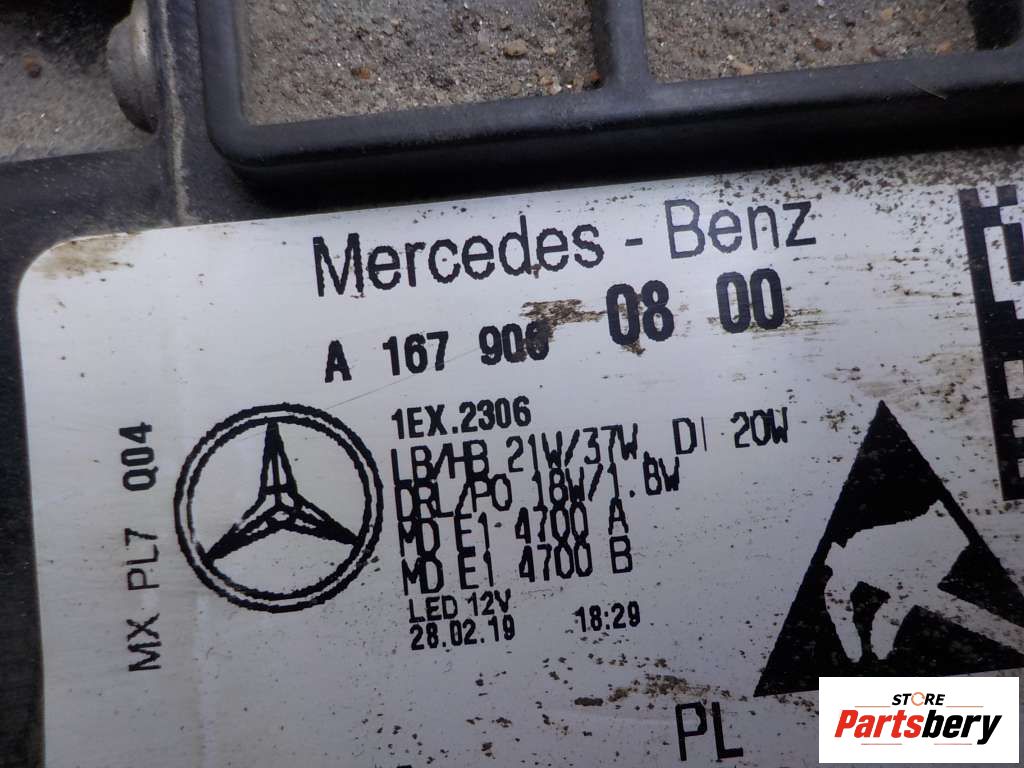 Mercedes - Benz
A 167 906 08 00
1EX.2306
LB/HB 21W/37W, DI 20W
DRL/PO 18W/1.8W
MD E1 4700 A
MD E1 4700 B
LED 12V
28.02.19 18:29
MX PL7 Q04
PL
STORE
Partsbery